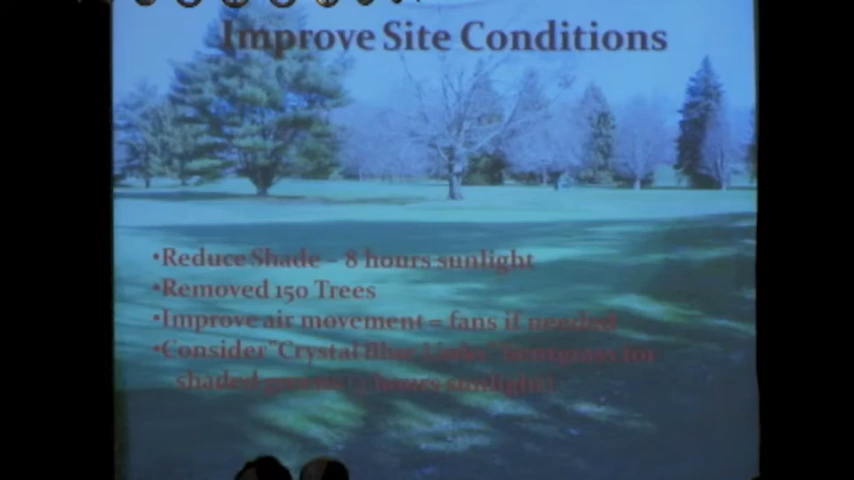 Improve Site Conditions
•Reduce Shade – 8 hours sunlight
•Removed 150 Trees
•Improve air movement = fans if needed
•Consider "Crystal Blue Links" bentgrass for
shaded greens hours sunlight